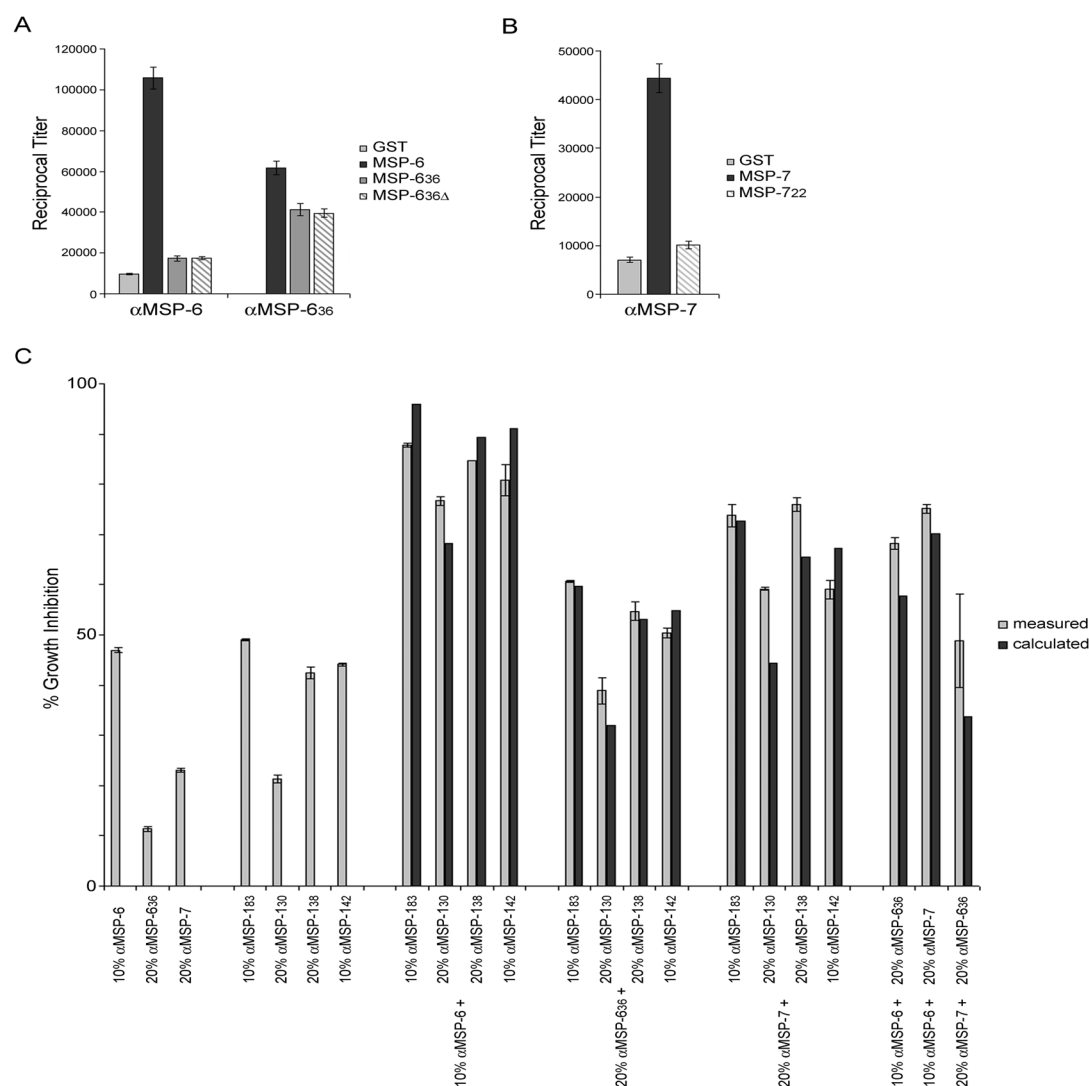 A
120000
100000
80000
60000
40000
20000
0
Reciprocal Titer
αMSP-6
αMSP-636
GST
MSP-6
MSP-636
MSP-636Δ
B
50000
40000
30000
20000
10000
0
Reciprocal Titer
αMSP-7
GST
MSP-7
MSP-722
C
100
50
0
% Growth Inhibition
measured
calculated
10% αMSP-6
20% αMSP-636
20% αMSP-7
10% αMSP-183
20% αMSP-130
20% αMSP-138
10% αMSP-142
10% αMSP-183
20% αMSP-130
20% αMSP-138
10% αMSP-142
10% αMSP-6 +
10% αMSP-183
20% αMSP-130
20% αMSP-138
10% αMSP-142
20% αMSP-636 +
10% αMSP-183
20% αMSP-130
20% αMSP-138
10% αMSP-142
20% αMSP-7 +
10% αMSP-6 + 20% αMSP-636
10% αMSP-6 + 20% αMSP-7
20% αMSP-7 + 20% αMSP-636